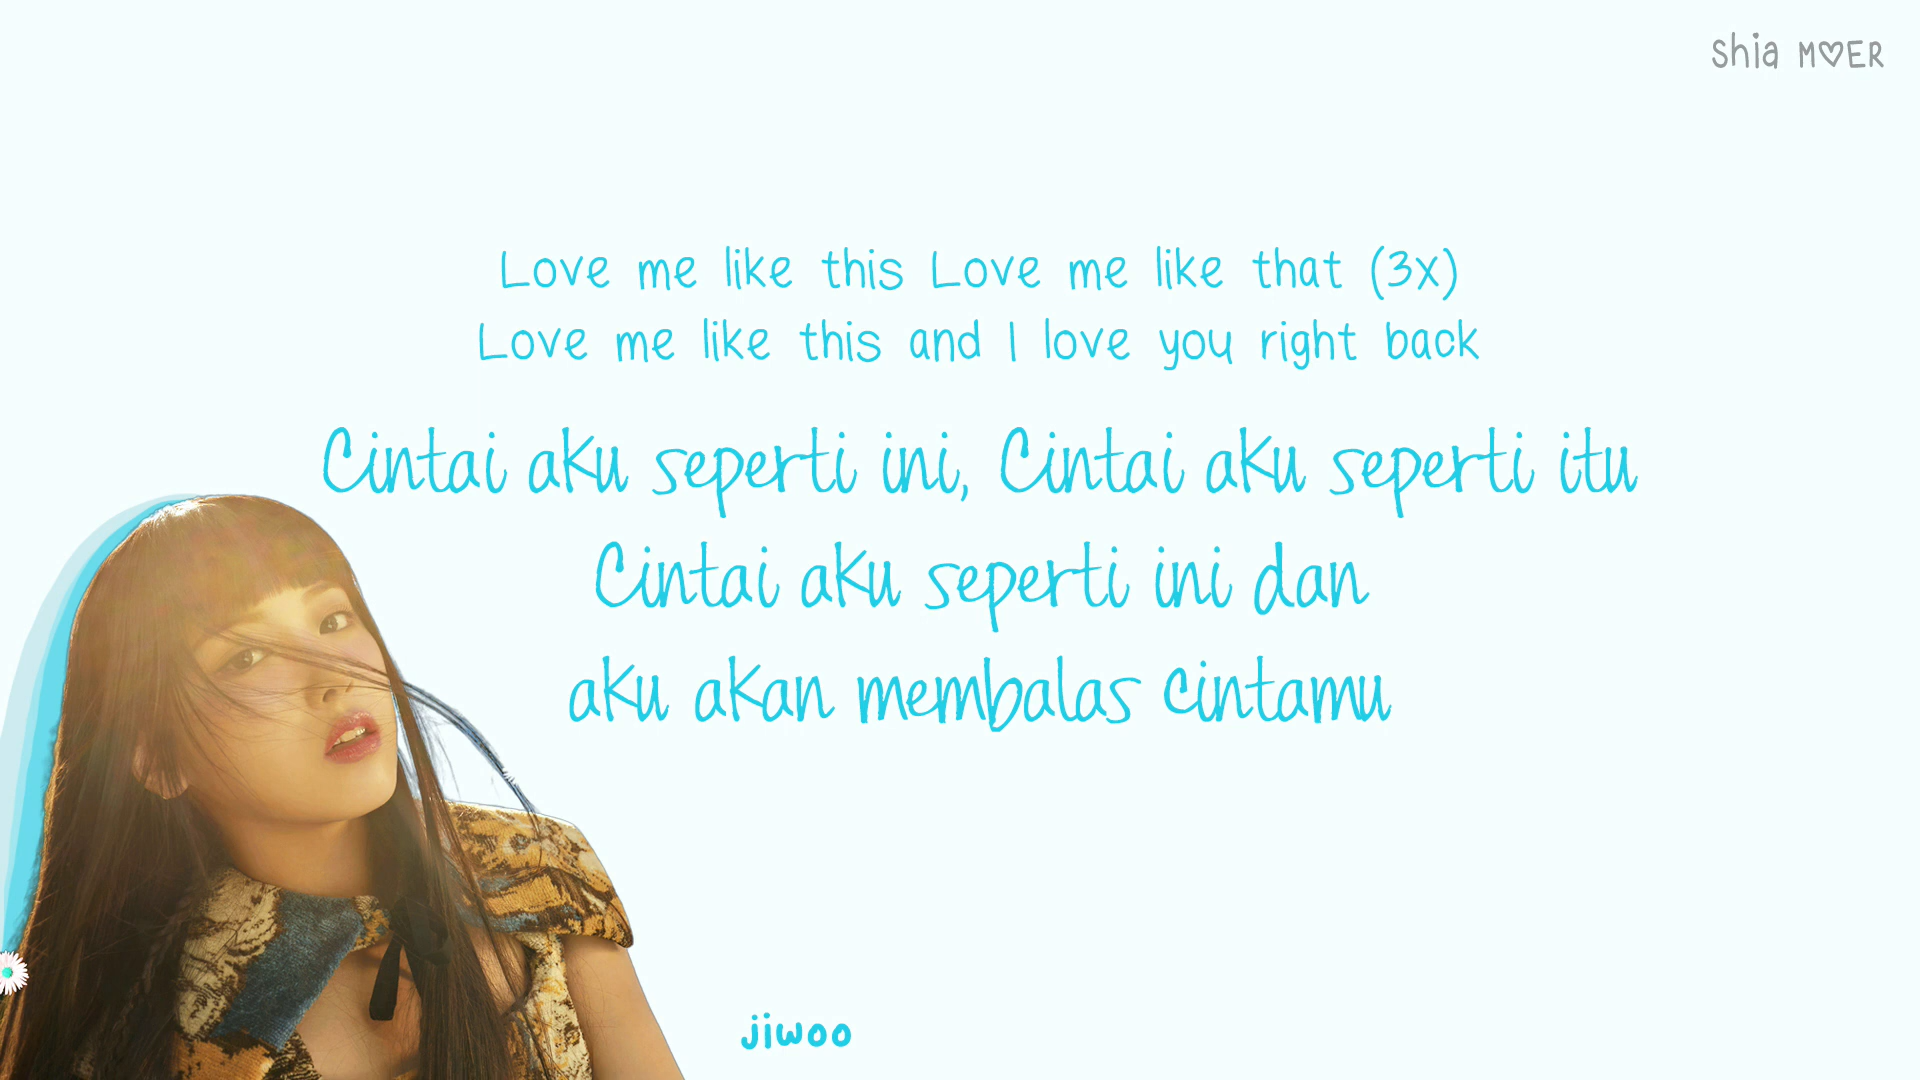 Shia M♡ER
Love me like this Love me like that (3x)
Love me like this and I love you right back
Cintai aku seperti ini, Cintai aku seperti itu
Cintai aku seperti ini dan
aku akan membalas cintamu
jiwoo